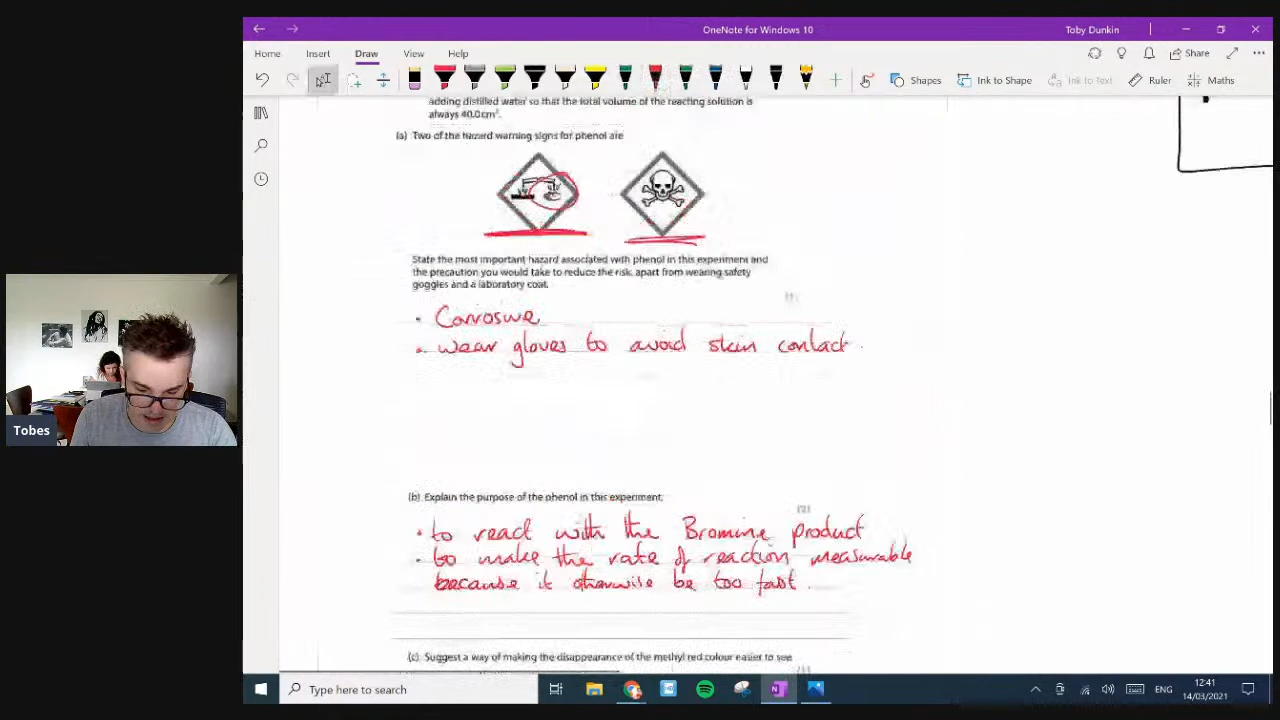 OneNote for Windows 10
Toby Dunkin
Home Insert Draw View Help
Share
Shapes Ink to Shape Ink to Text Ruler Maths
adding distilled water so that the total volume of the reacting solution is
always 40.0cm³.
(a) Two of the hazard warning signs for phenol are
State the most important hazard associated with phenol in this experiment and
the precaution you would take to reduce the risk, apart from wearing safety
goggles and a laboratory coat.
• Corrosive
• wear gloves to avoid skin contact.
(b) Explain the purpose of the phenol in this experiment.
(2)
• to react with the Bromine product
• to make the rate of reaction measurable
because it otherwise be too fast.
(c) Suggest a way of making the disappearance of the methyl red colour easier to see
Tobes
Type here to search
ENG
12:41
14/03/2021